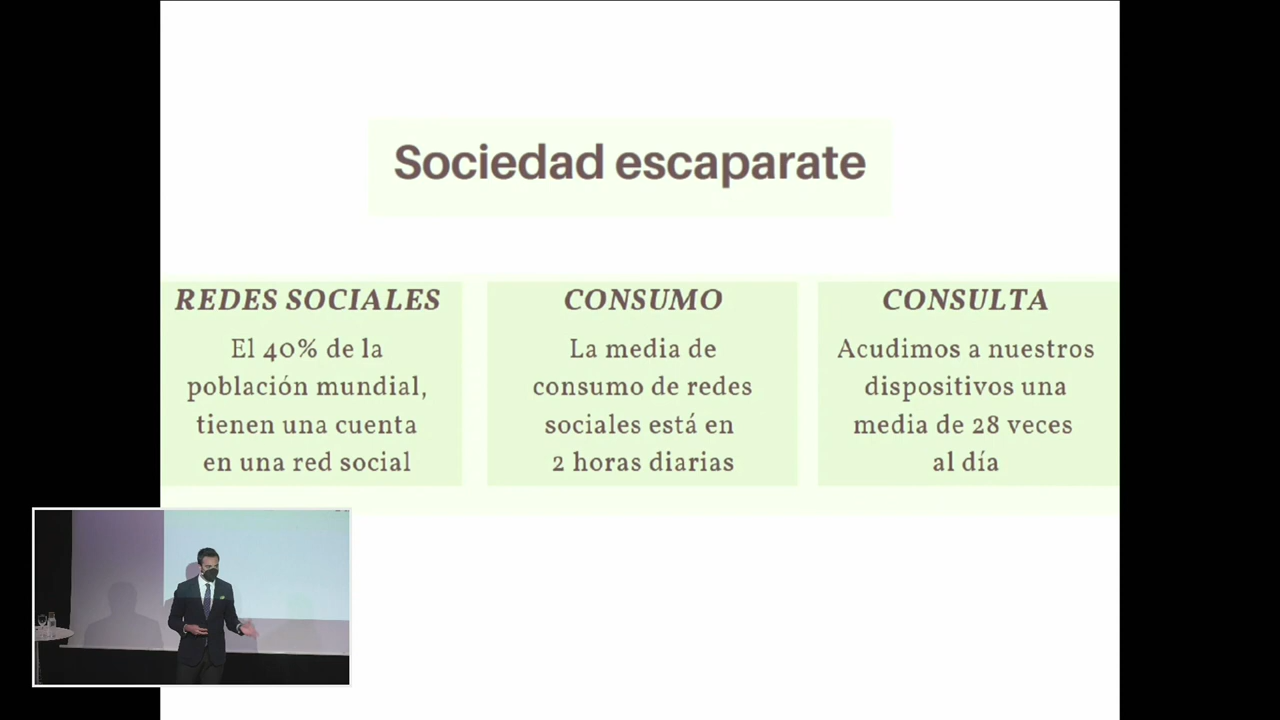 Sociedad escaparate
REDES SOCIALES
El 40% de la
población mundial,
tienen una cuenta
en una red social
CONSUMO
La media de
consumo de redes
sociales está en
2 horas diarias
CONSULTA
Acudimos a nuestros
dispositivos una
media de 28 veces
al día